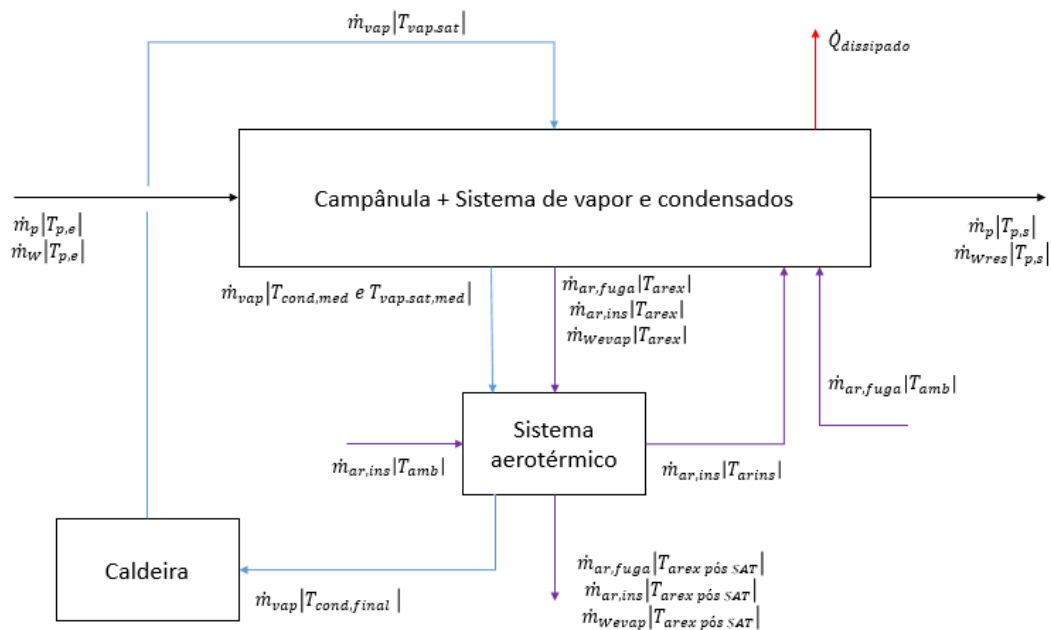 ṁ_vap|T_vap.sat|
Q̇_dissipado
Campânula + Sistema de vapor e condensados
ṁ_p|T_p,e|
ṁ_W|T_p,e|
ṁ_p|T_p,s|
ṁ_Wres|T_p,s|
ṁ_vap|T_cond,med e T_vap.sat,med|
ṁ_ar,fuga|T_arex|
ṁ_ar,ins|T_arex|
ṁ_Wevap|T_arex|
ṁ_ar,fuga|T_amb|
Sistema
aerotérmico
ṁ_ar,ins|T_amb|
ṁ_ar,ins|T_arins|
Caldeira
ṁ_vap|T_cond,final |
ṁ_ar,fuga|T_arex pós SAT|
ṁ_ar,ins|T_arex pós SAT|
ṁ_Wevap|T_arex pós SAT|